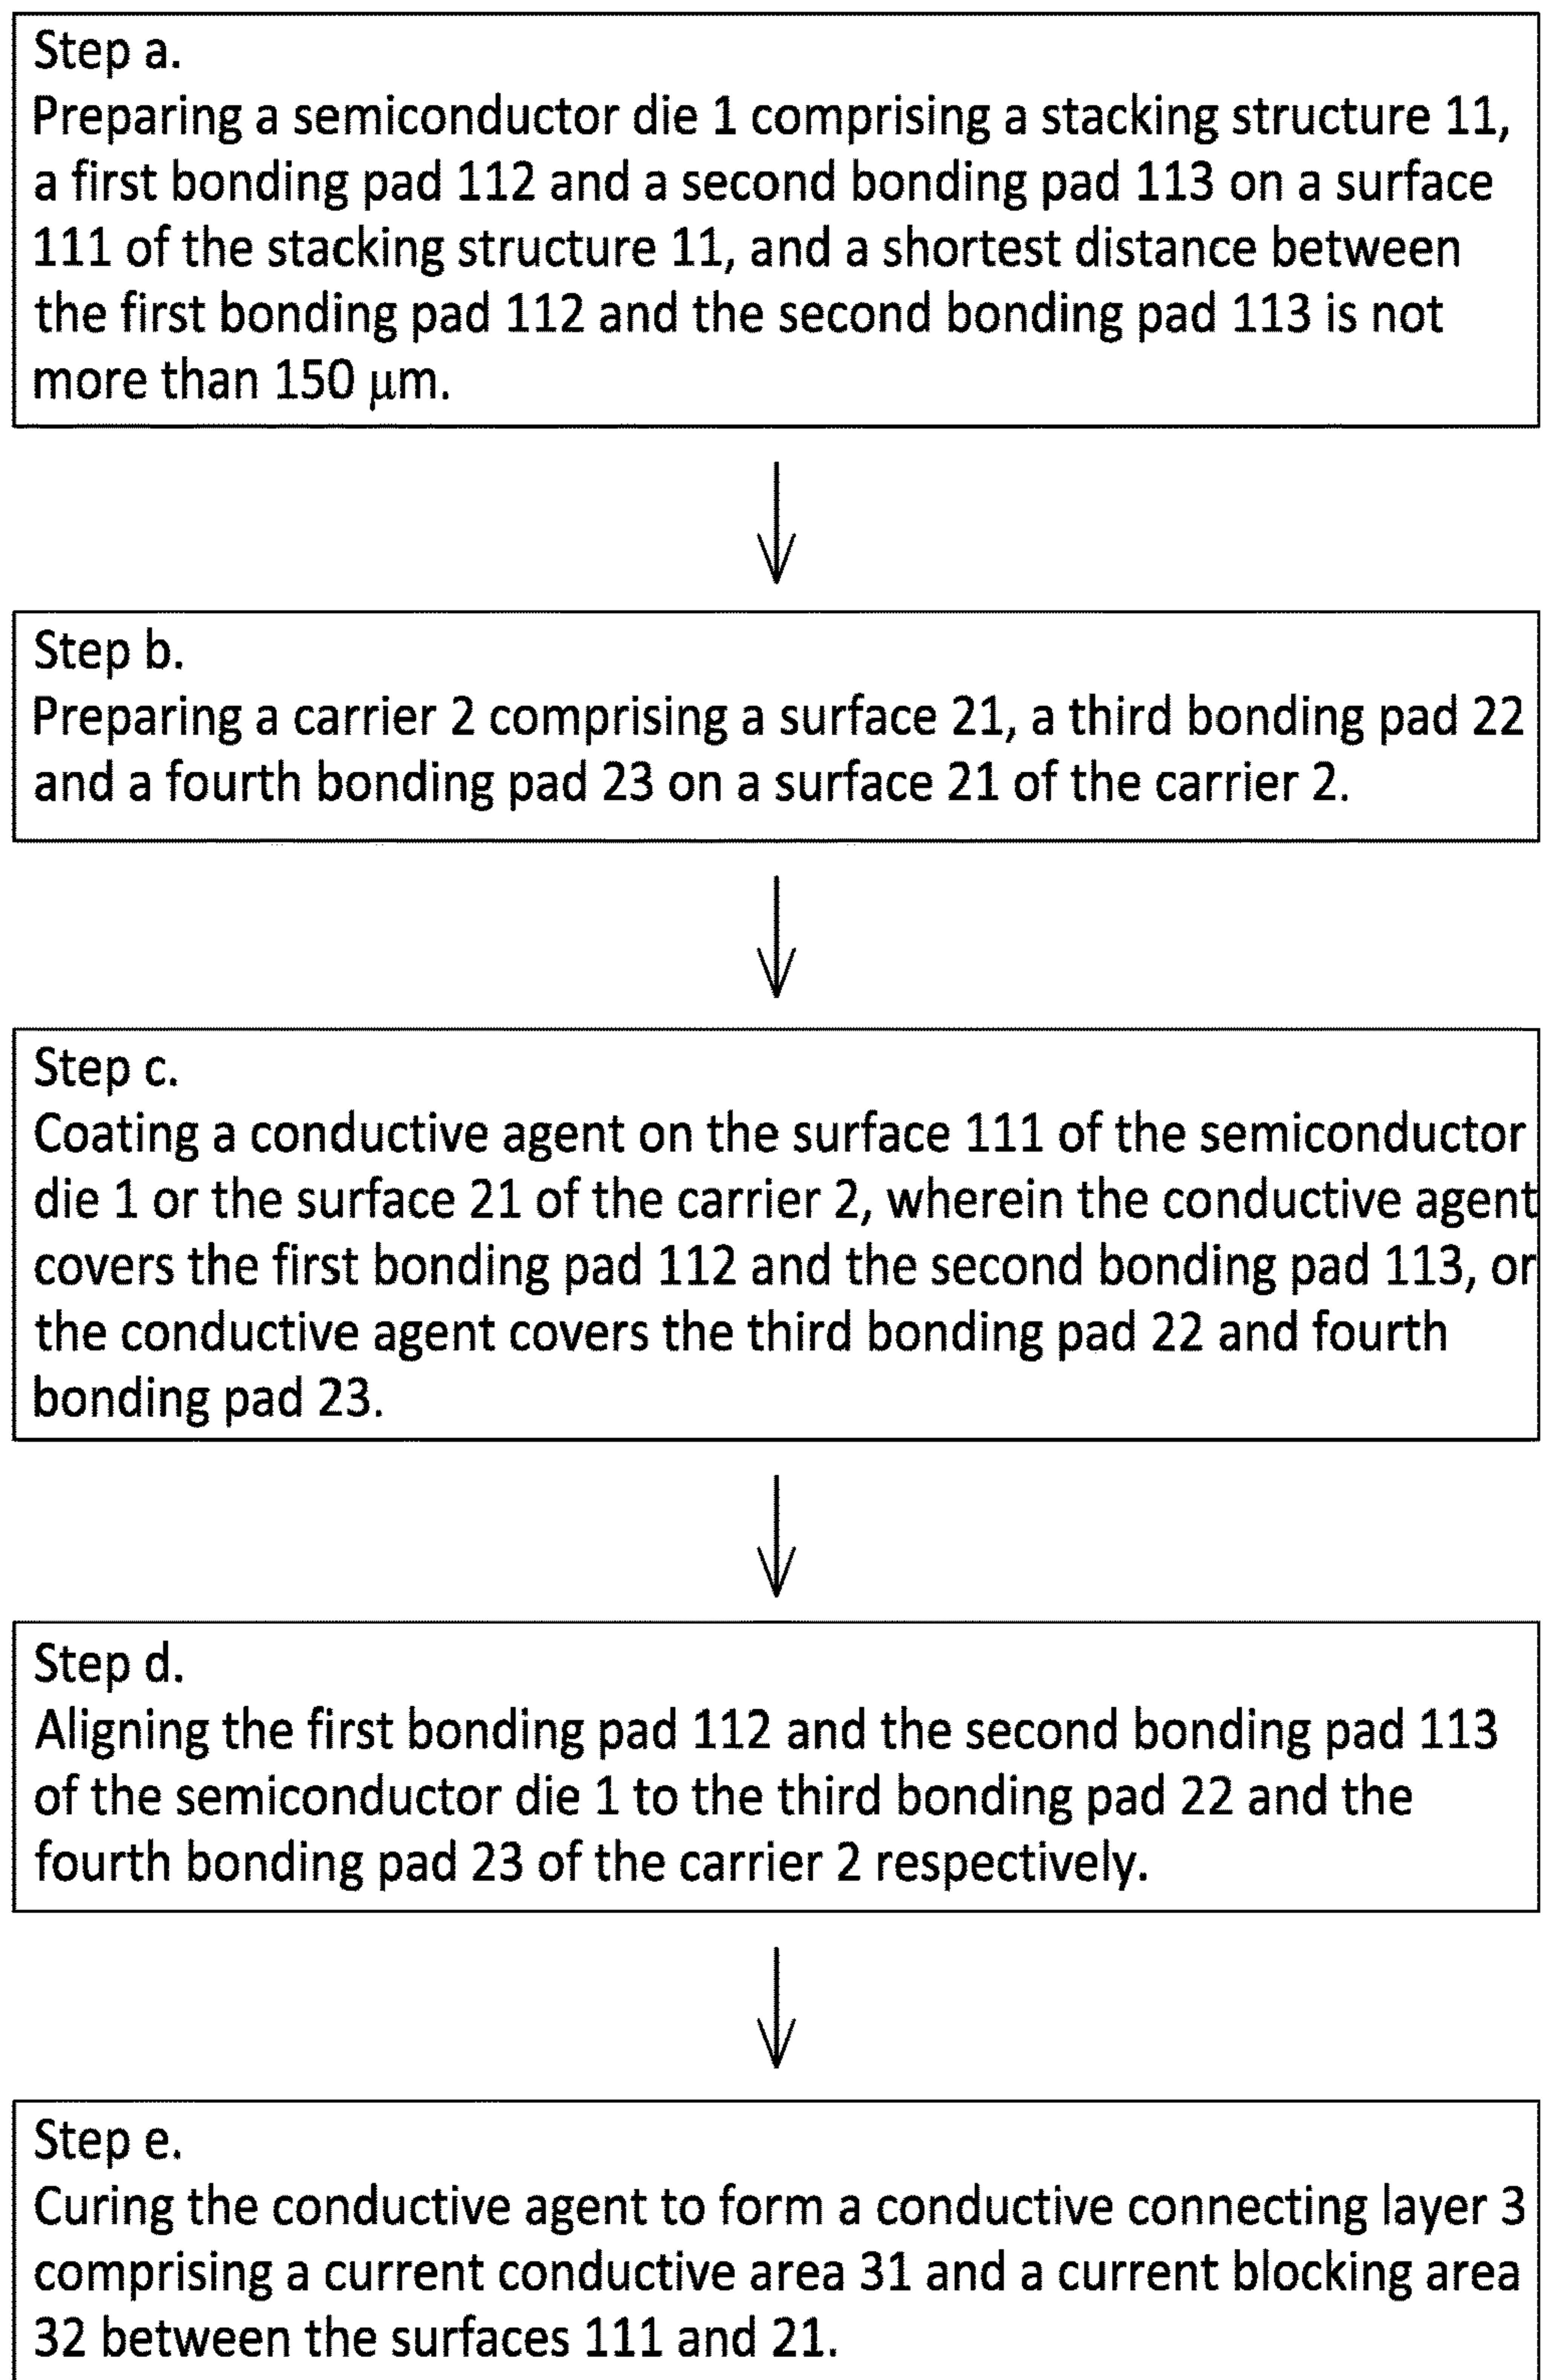 Step a.
Preparing a semiconductor die 1 comprising a stacking structure 11,
a first bonding pad 112 and a second bonding pad 113 on a surface
111 of the stacking structure 11, and a shortest distance between
the first bonding pad 112 and the second bonding pad 113 is not
more than 150 μm.
Step b.
Preparing a carrier 2 comprising a surface 21, a third bonding pad 22
and a fourth bonding pad 23 on a surface 21 of the carrier 2.
Step c.
Coating a conductive agent on the surface 111 of the semiconductor
die 1 or the surface 21 of the carrier 2, wherein the conductive agent
covers the first bonding pad 112 and the second bonding pad 113, or
the conductive agent covers the third bonding pad 22 and fourth
bonding pad 23.
Step d.
Aligning the first bonding pad 112 and the second bonding pad 113
of the semiconductor die 1 to the third bonding pad 22 and the
fourth bonding pad 23 of the carrier 2 respectively.
Step e.
Curing the conductive agent to form a conductive connecting layer 3
comprising a current conductive area 31 and a current blocking area
32 between the surfaces 111 and 21.